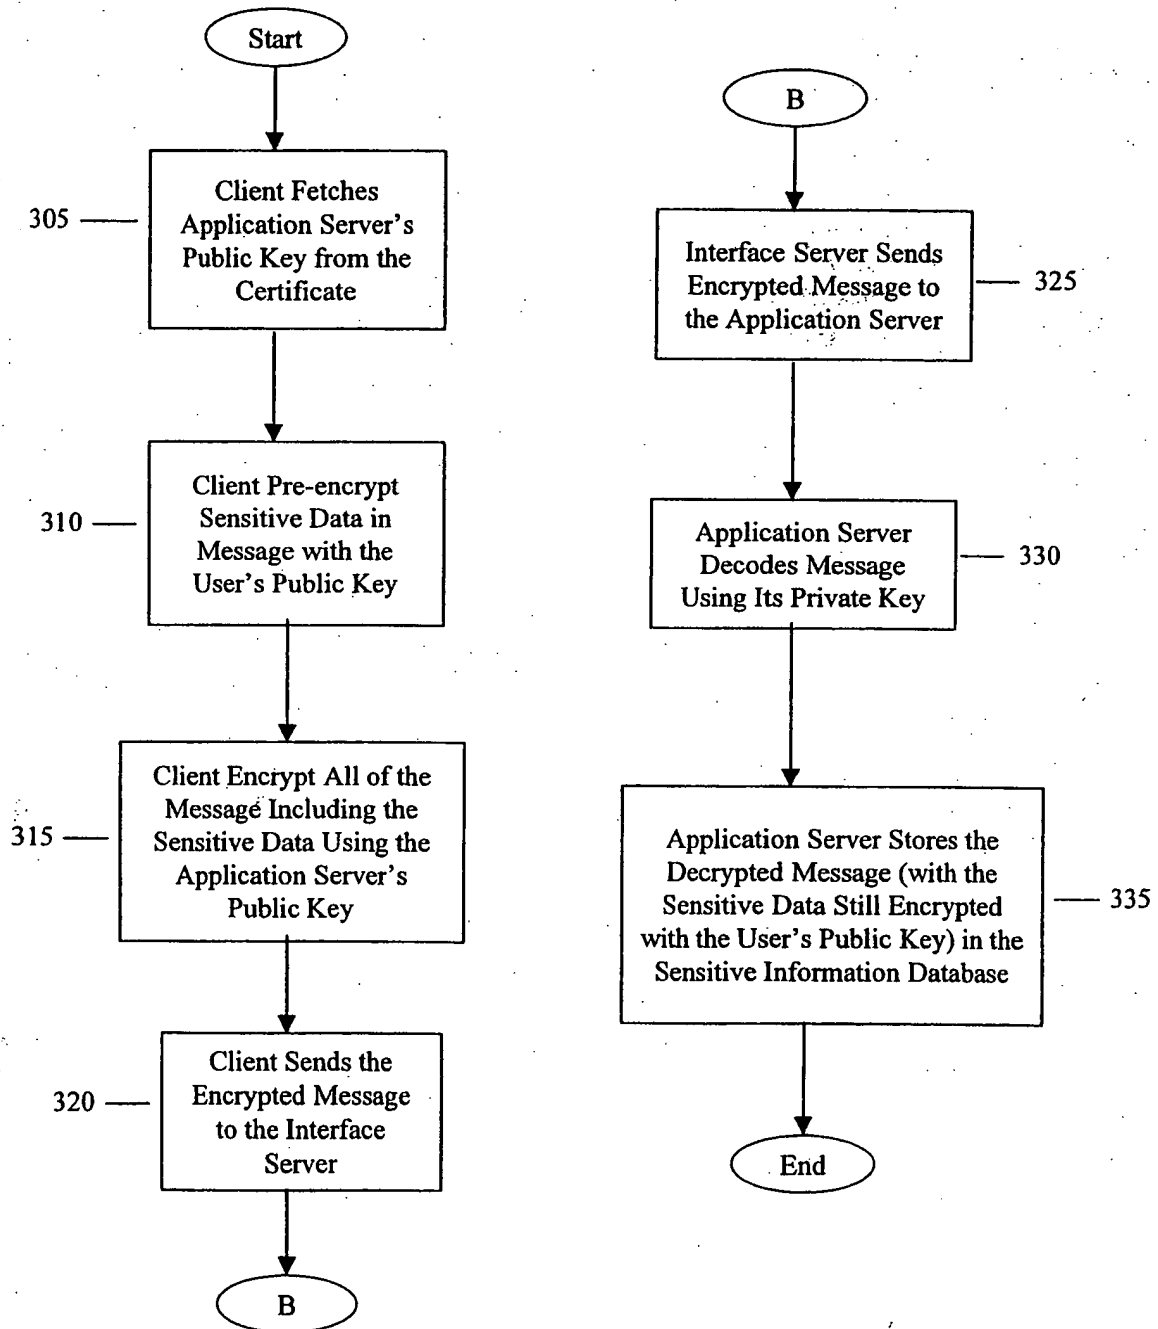 Start
305
Client Fetches
Application Server's
Public Key from the
Certificate
310
Client Pre-encrypt
Sensitive Data in
Message with the
User's Public Key
315
Client Encrypt All of the
Message Including the
Sensitive Data Using the
Application Server's
Public Key
320
Client Sends the
Encrypted Message
to the Interface
Server
B
B
Interface Server Sends
Encrypted Message to
the Application Server
325
Application Server
Decodes Message
Using Its Private Key
330
Application Server Stores the
Decrypted Message (with the
Sensitive Data Still Encrypted
with the User's Public Key) in the
Sensitive Information Database
335
End